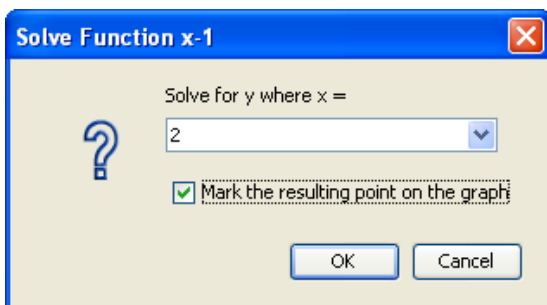 Solve Function x-1
Solve for y where x =
2
Mark the resulting point on the graph
OK Cancel